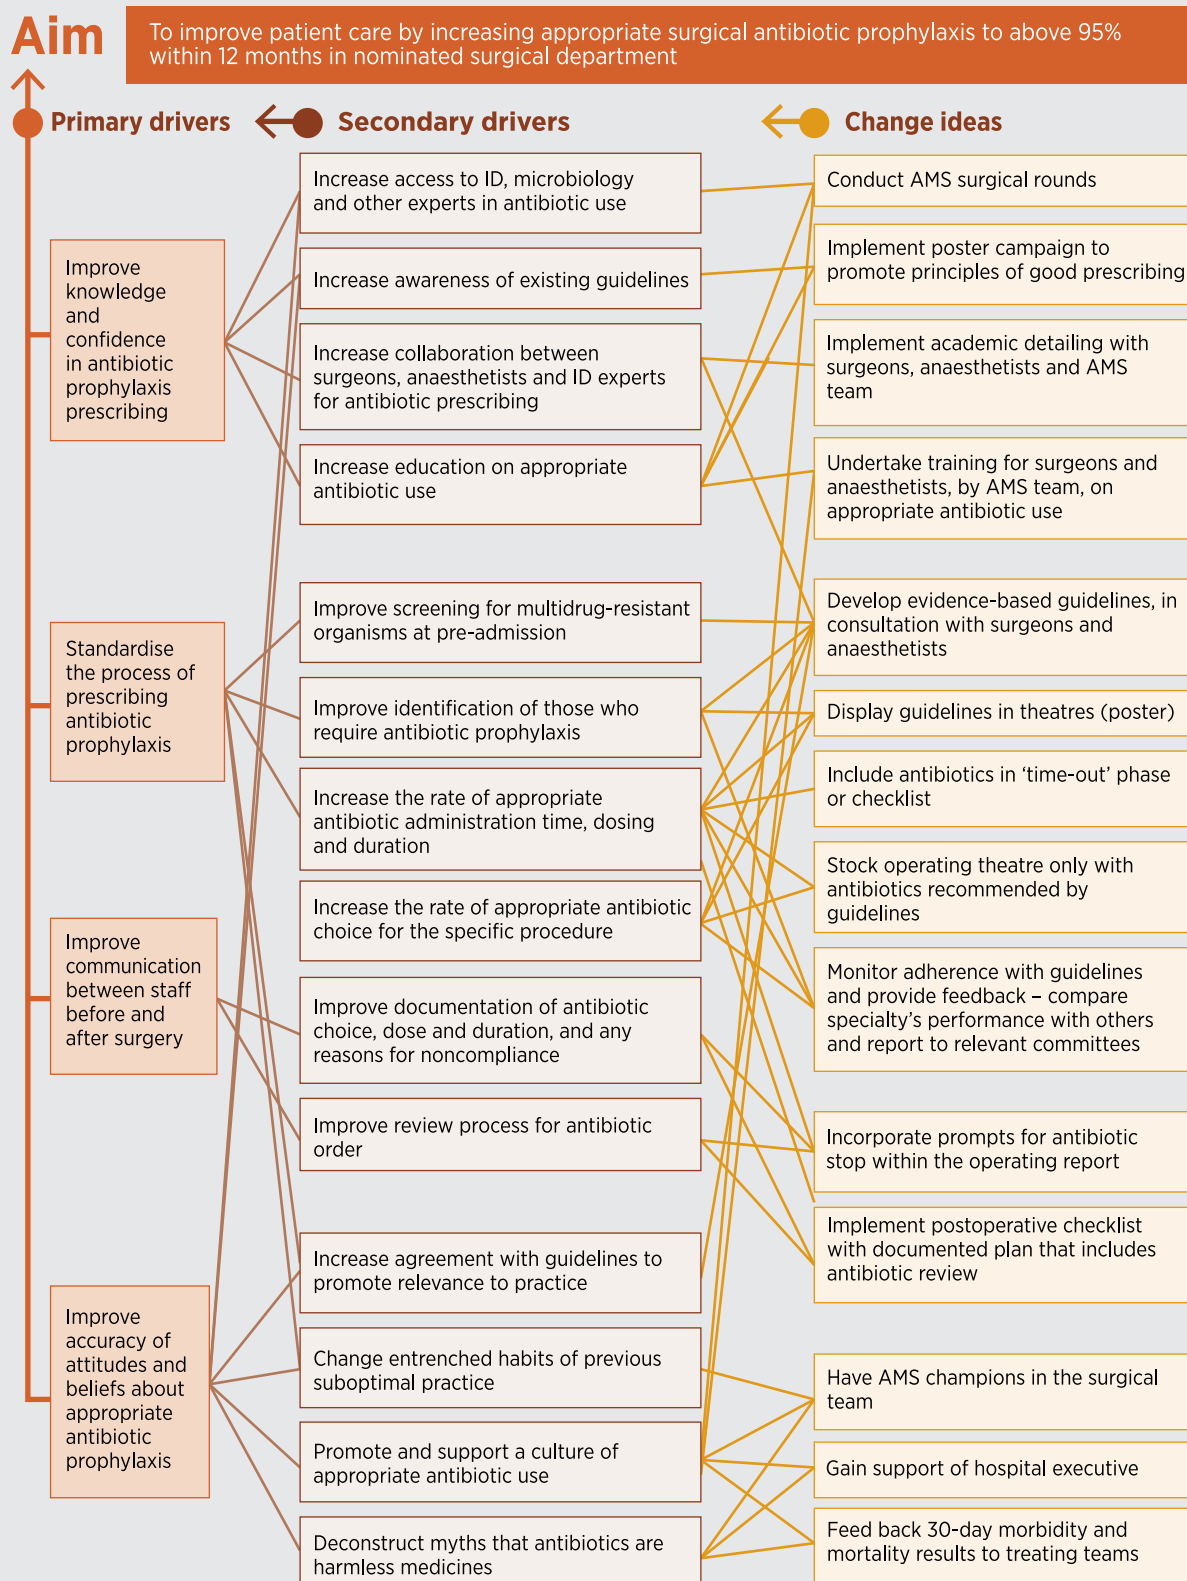 Aim
To improve patient care by increasing appropriate surgical antibiotic prophylaxis to above 95%
within 12 months in nominated surgical department
Primary drivers
Secondary drivers
Change ideas
Improve
knowledge
and
confidence
in antibiotic
prophylaxis
prescribing
Standardise
the process of
prescribing
antibiotic
prophylaxis
Improve
communication
between staff
before and
after surgery
Improve
accuracy of
attitudes and
beliefs about
appropriate
antibiotic
prophylaxis
Increase access to ID, microbiology
and other experts in antibiotic use
Increase awareness of existing guidelines
Increase collaboration between
surgeons, anaesthetists and ID experts
for antibiotic prescribing
Increase education on appropriate
antibiotic use
Improve screening for multidrug-resistant
organisms at pre-admission
Improve identification of those who
require antibiotic prophylaxis
Increase the rate of appropriate
antibiotic administration time, dosing
and duration
Increase the rate of appropriate antibiotic
choice for the specific procedure
Improve documentation of antibiotic
choice, dose and duration, and any
reasons for noncompliance
Improve review process for antibiotic
order
Increase agreement with guidelines to
promote relevance to practice
Change entrenched habits of previous
suboptimal practice
Promote and support a culture of
appropriate antibiotic use
Deconstruct myths that antibiotics are
harmless medicines
Conduct AMS surgical rounds
Implement poster campaign to
promote principles of good prescribing
Implement academic detailing with
surgeons, anaesthetists and AMS
team
Undertake training for surgeons and
anaesthetists, by AMS team, on
appropriate antibiotic use
Develop evidence-based guidelines, in
consultation with surgeons and
anaesthetists
Display guidelines in theatres (poster)
Include antibiotics in ‘time-out’ phase
or checklist
Stock operating theatre only with
antibiotics recommended by
guidelines
Monitor adherence with guidelines
and provide feedback – compare
specialty’s performance with others
and report to relevant committees
Incorporate prompts for antibiotic
stop within the operating report
Implement postoperative checklist
with documented plan that includes
antibiotic review
Have AMS champions in the surgical
team
Gain support of hospital executive
Feed back 30-day morbidity and
mortality results to treating teams